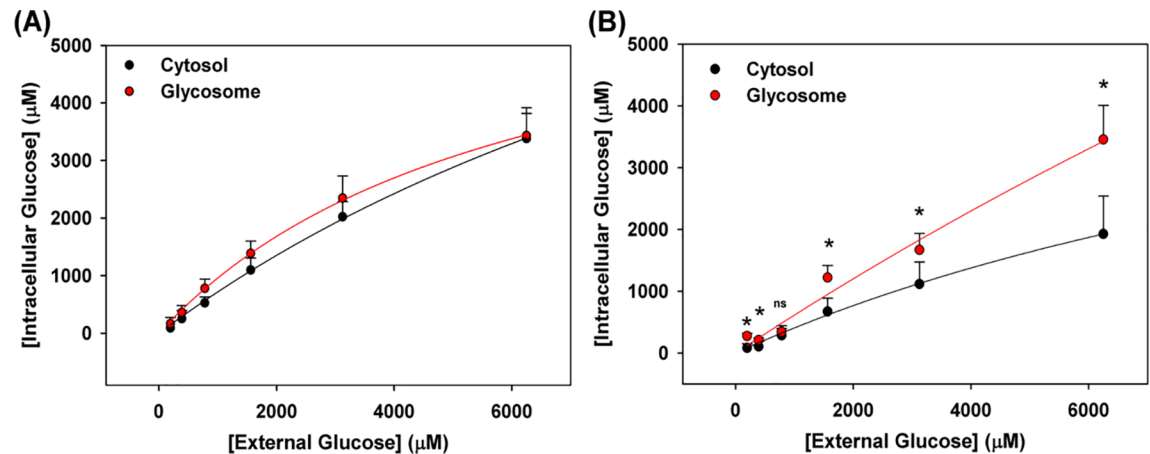 (A)
5000
4000
3000
2000
1000
0
[Intracellular Glucose] (μM)
Cytosol
Glycosome
0 2000 4000 6000
[External Glucose] (μM)
(B)
5000
4000
3000
2000
1000
0
[Intracellular Glucose] (μM)
Cytosol
Glycosome
* * ns * * *
0 2000 4000 6000
[External Glucose] (μM)